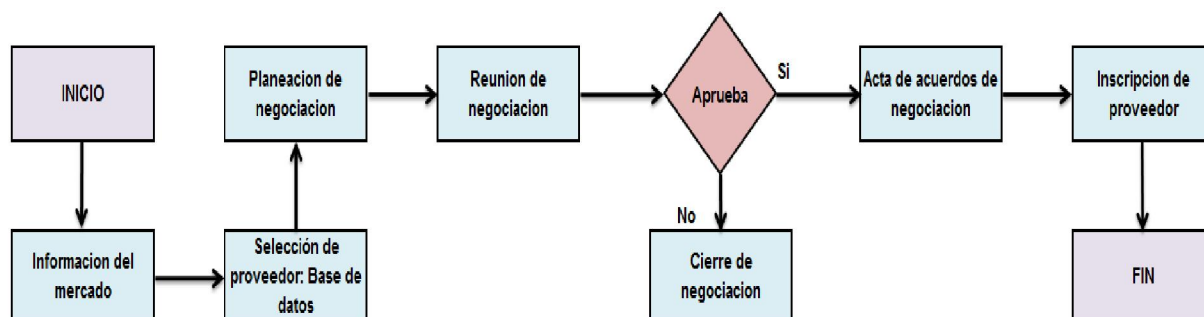 INICIO
Informacion del
mercado
Selección de
proveedor: Base de
datos
Planeacion de
negociacion
Reunion de
negociacion
Aprueba
Si
No
Cierre de
negociacion
Acta de acuerdos de
negociacion
Inscripcion de
proveedor
FIN